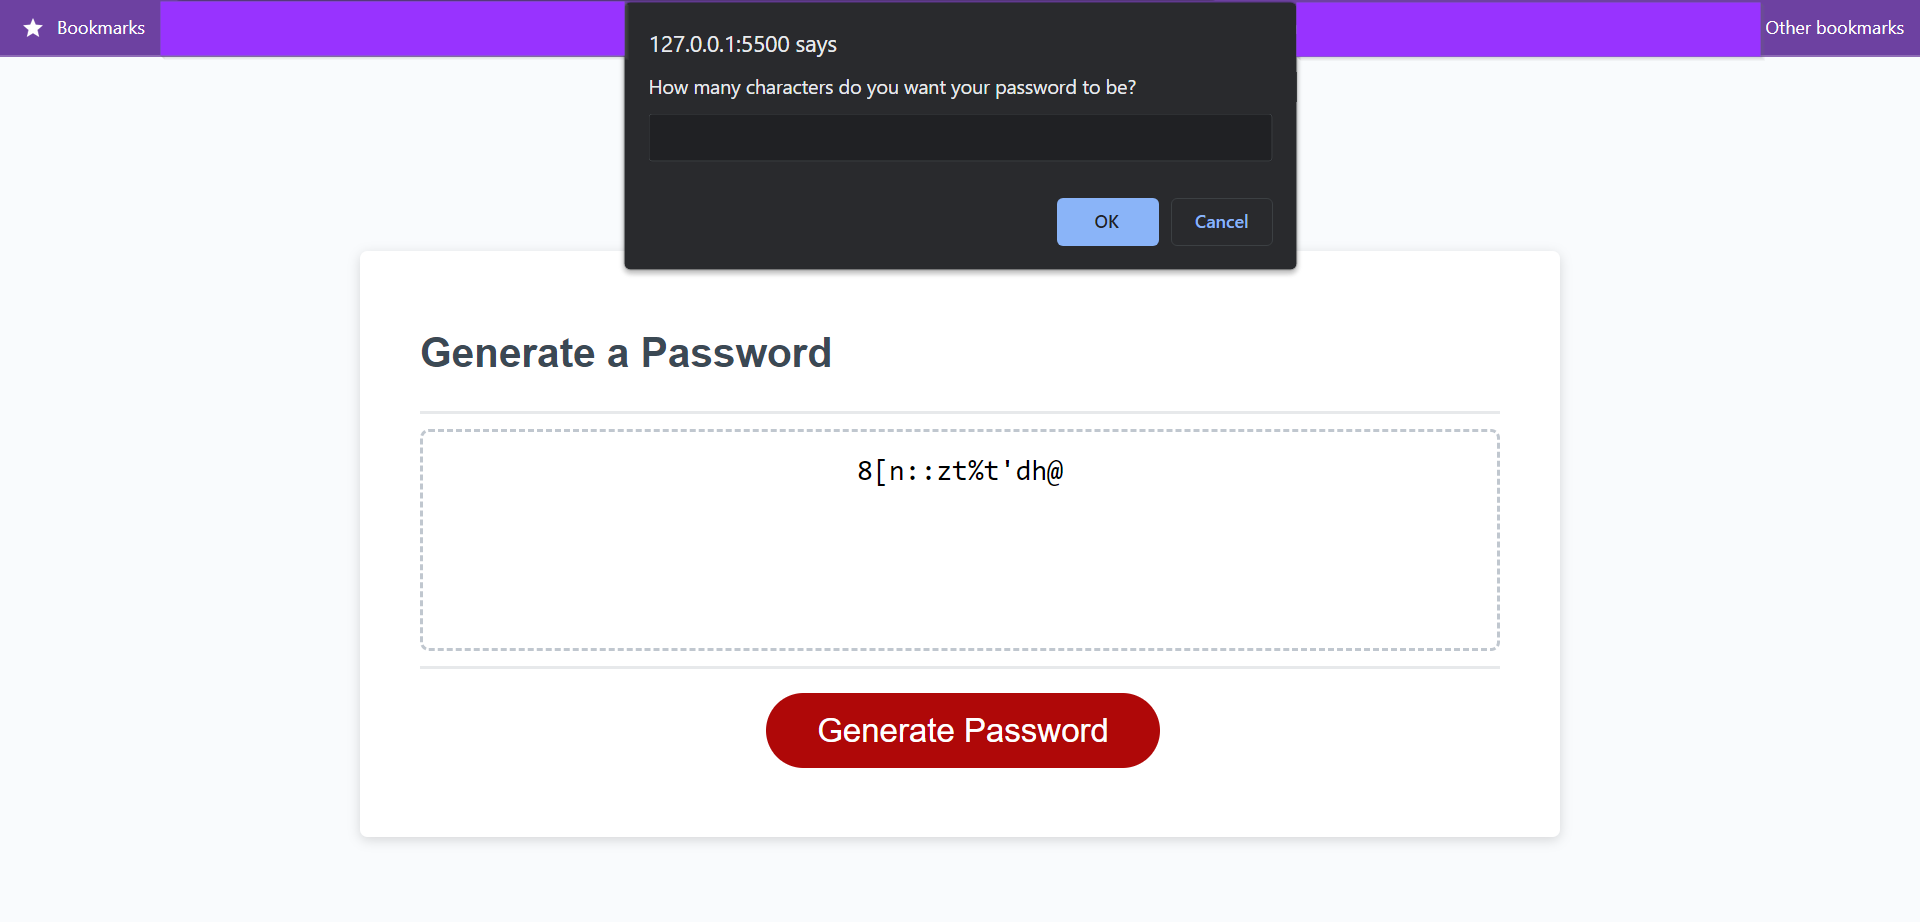 Bookmarks
Other bookmarks
127.0.0.1:5500 says
How many characters do you want your password to be?
OK
Cancel
Generate a Password
8[n::zt%t'dh@
Generate Password